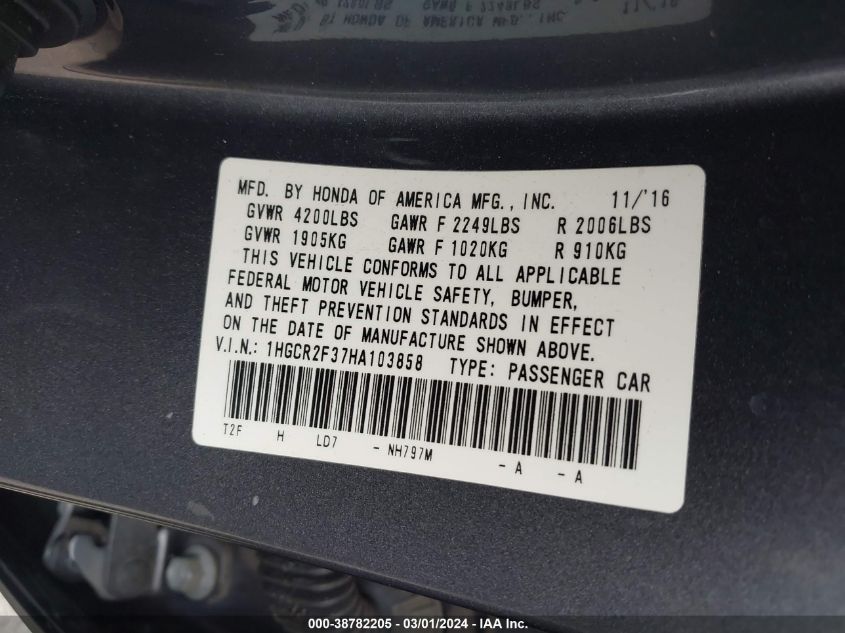 MFD. BY HONDA OF AMERICA MFG., INC. 11/'16
GVWR 4200LBS GAWR F 2249LBS R 2006LBS
GVWR 1905KG GAWR F 1020KG R 910KG
THIS VEHICLE CONFORMS TO ALL APPLICABLE
FEDERAL MOTOR VEHICLE SAFETY, BUMPER,
AND THEFT PREVENTION STANDARDS IN EFFECT
ON THE DATE OF MANUFACTURE SHOWN ABOVE.
V.I.N.: 1HGCR2F37HA103858 TYPE: PASSENGER CAR
T2F H LD7 - NH797M - A - A
000-38782205 - 03/01/2024 - IAA Inc.